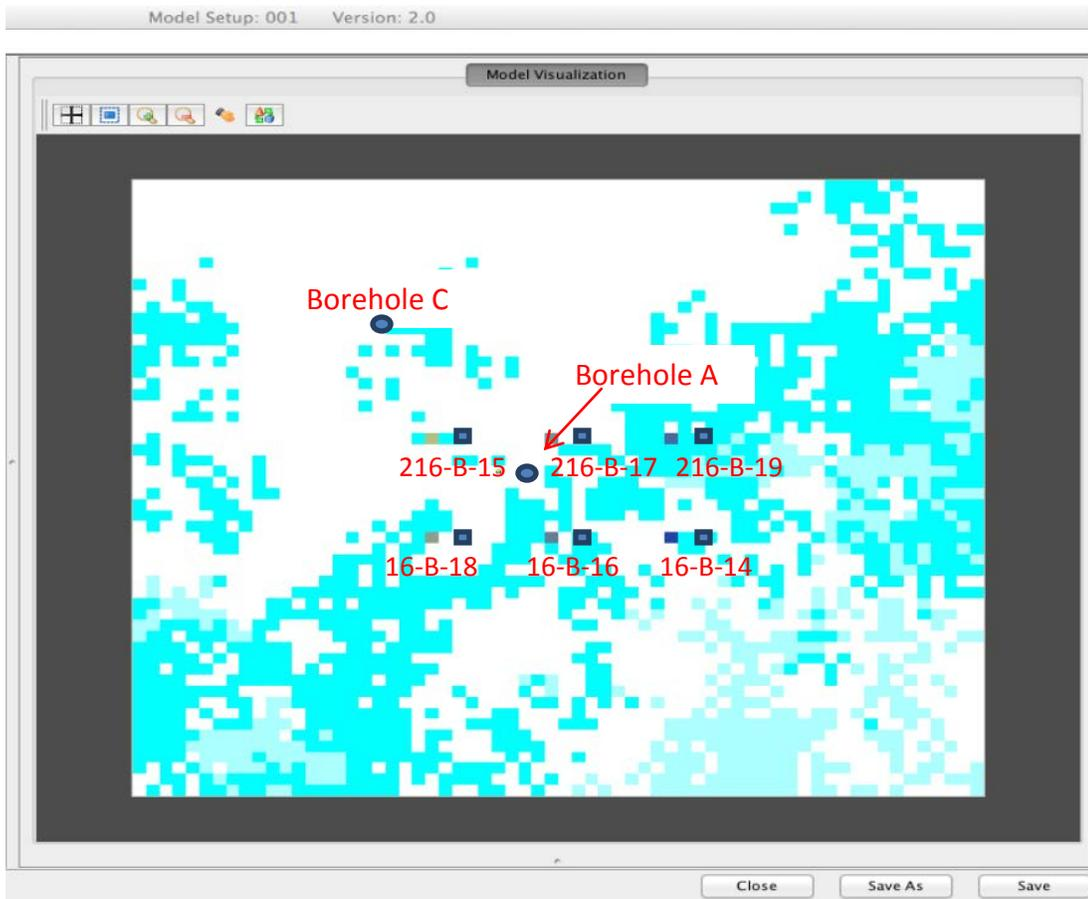 Model Setup: 001 Version: 2.0
Model Visualization
Borehole C
Borehole A
216-B-15 216-B-17 216-B-19
16-B-18 16-B-16 16-B-14
Close Save As Save